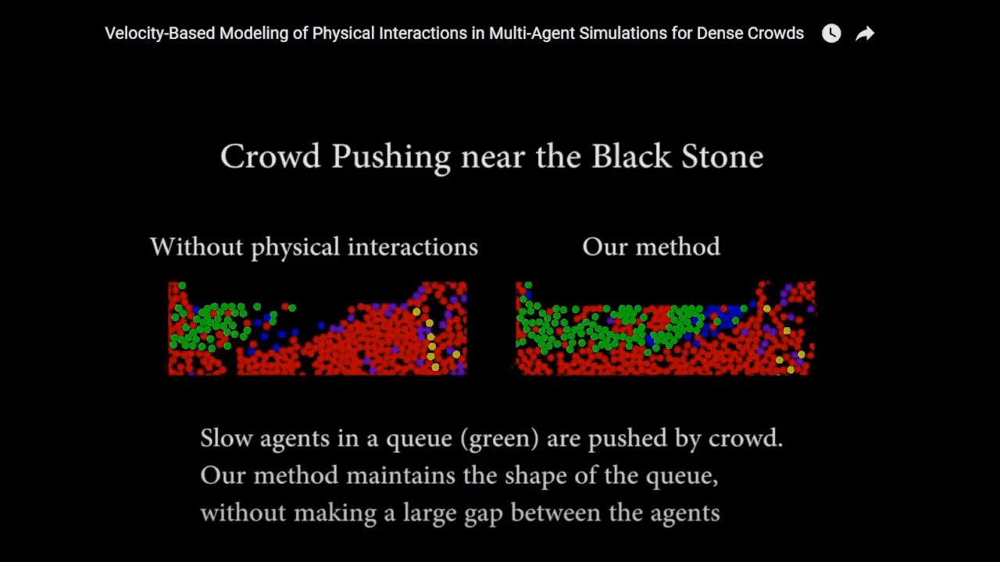 Velocity-Based Modeling of Physical Interactions in Multi-Agent Simulations for Dense Crowds
Crowd Pushing near the Black Stone
Without physical interactions
Our method
Slow agents in a queue (green) are pushed by crowd.
Our method maintains the shape of the queue,
without making a large gap between the agents